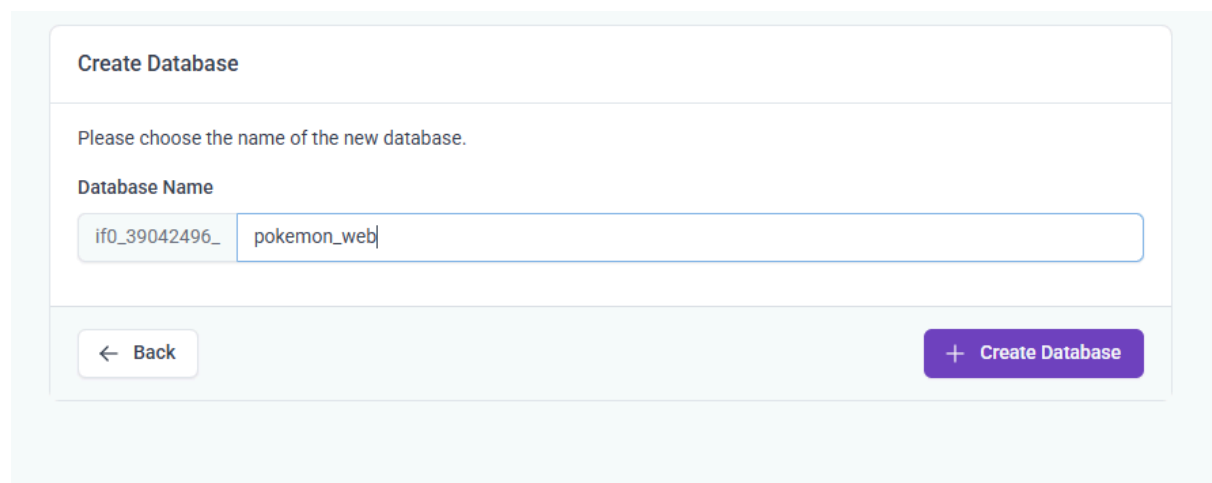 Create Database
Please choose the name of the new database.
Database Name
if0_39042496_ pokemon_web
← Back
+ Create Database